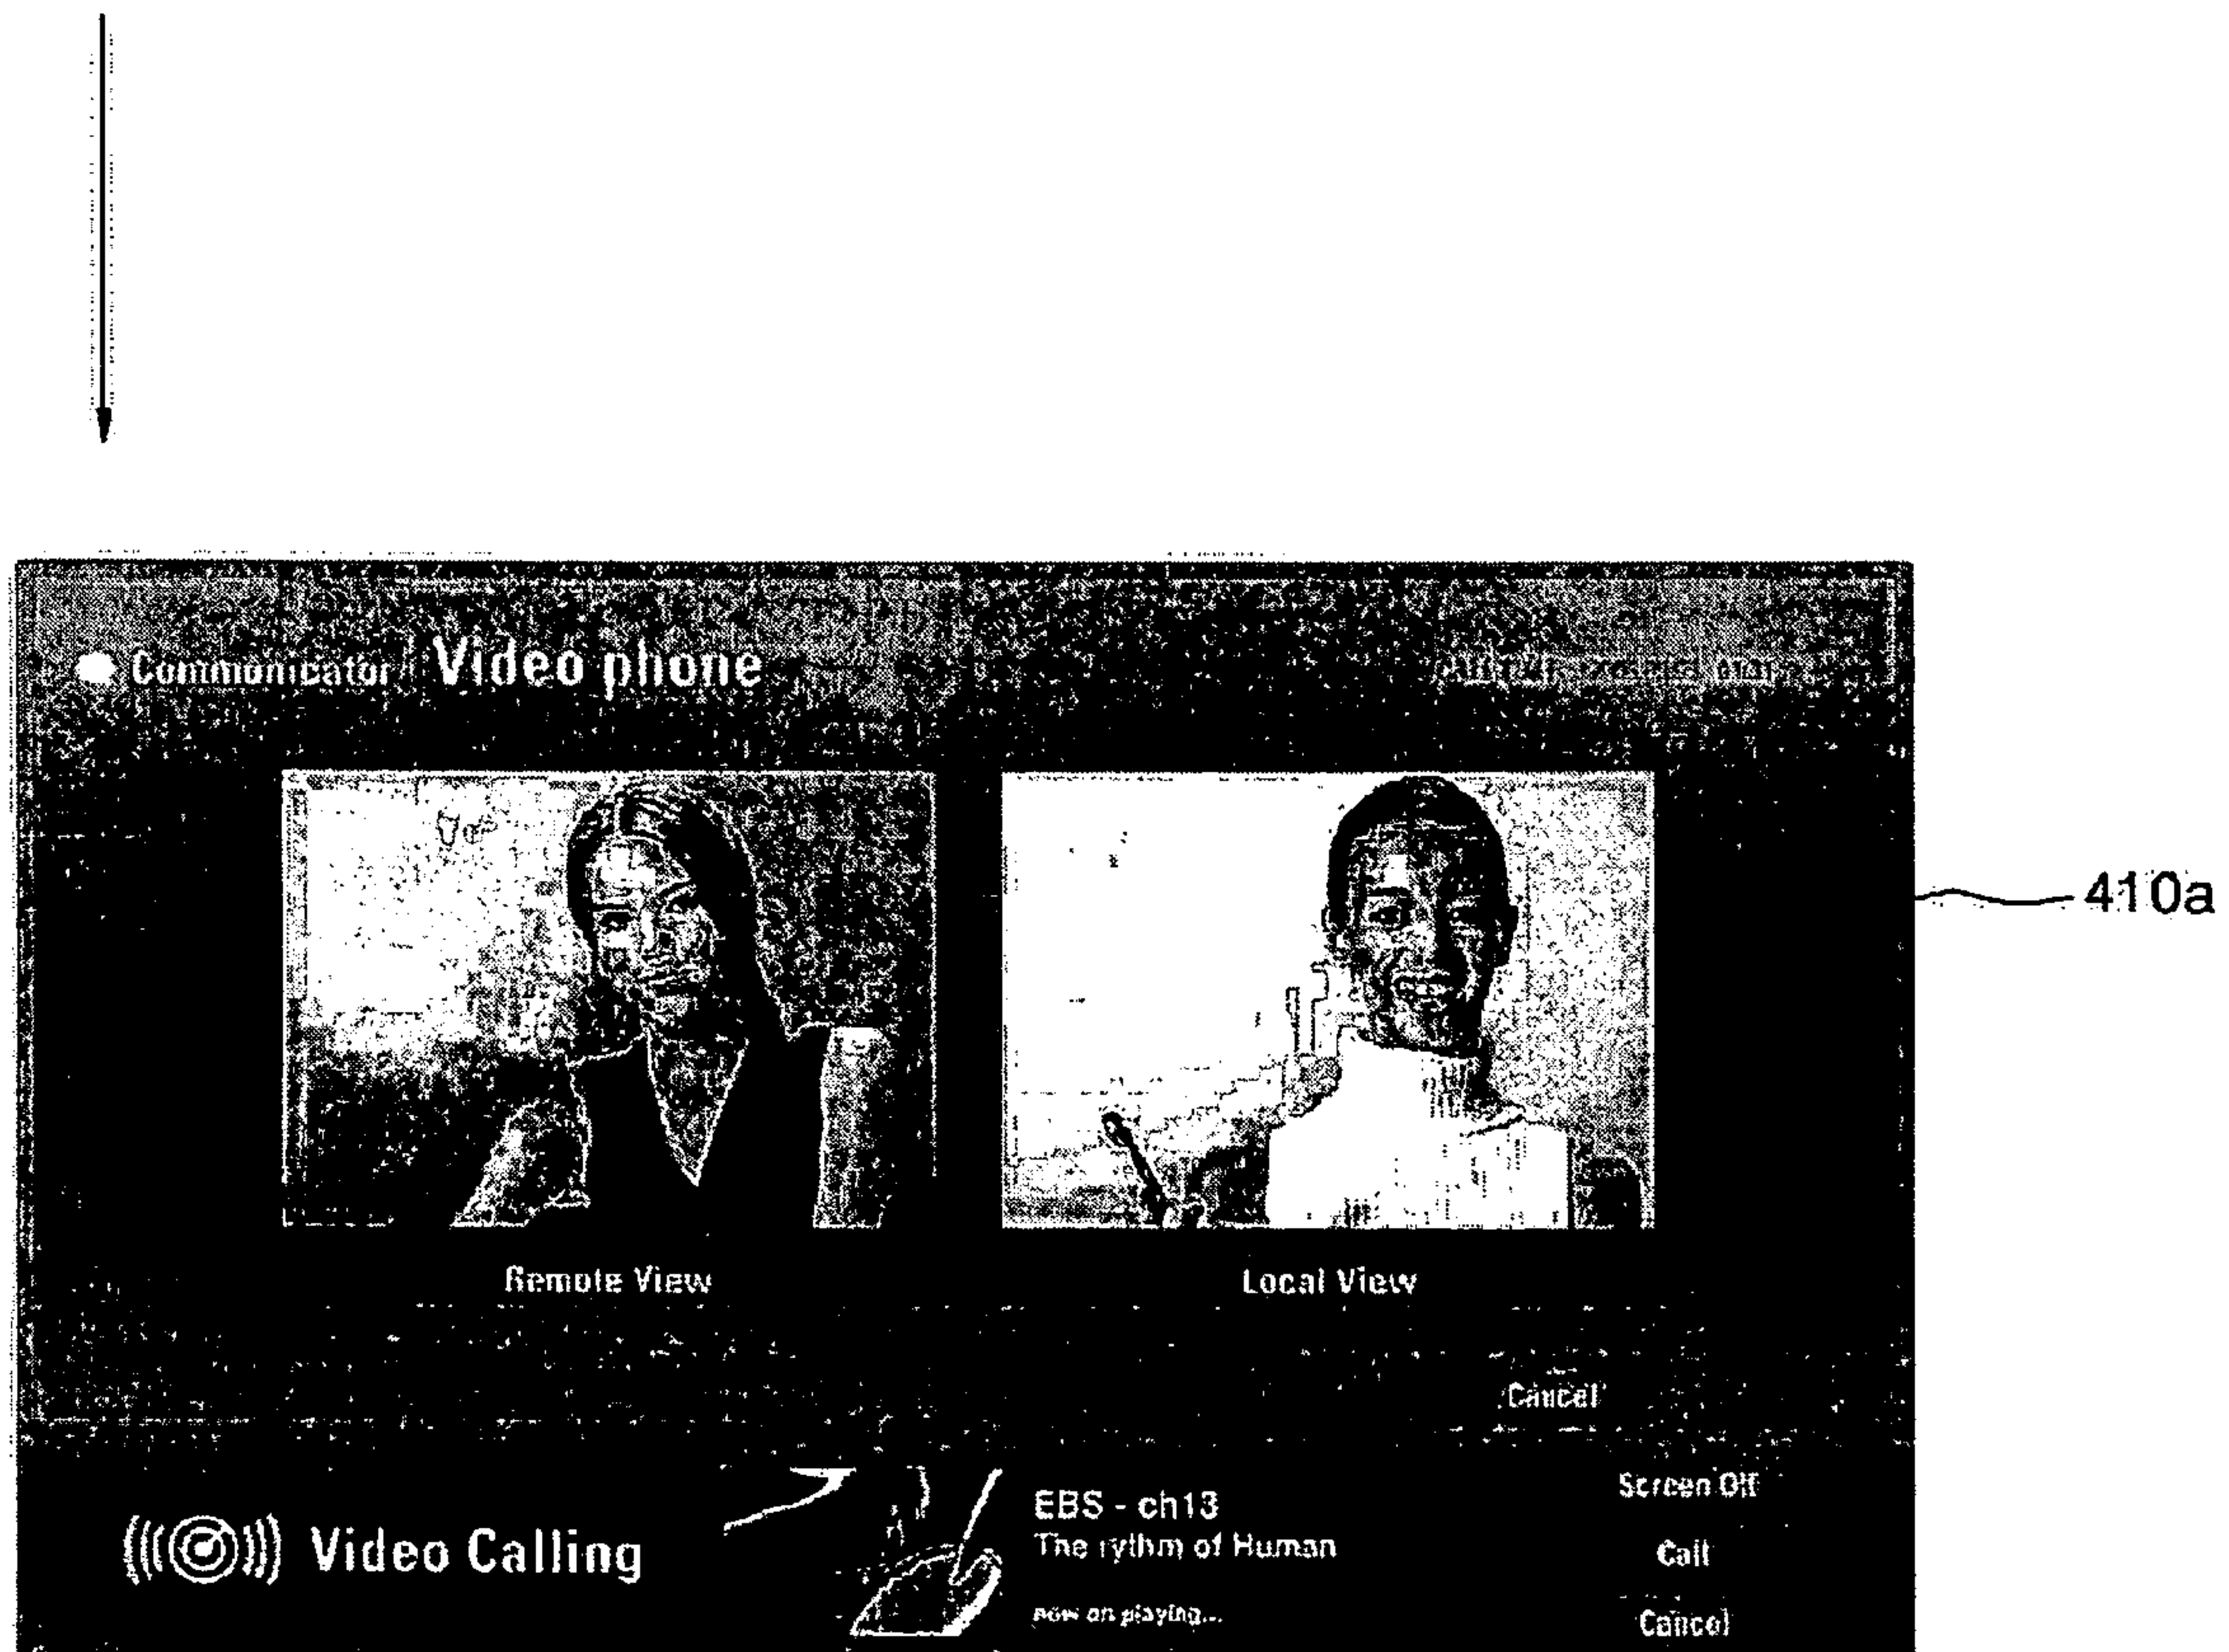 Communicator Video phone
410a
Remote View
Local View
Cancel
Video Calling
EBS - ch13
The rythm of Human
now on playing...
Screen Off
Call
Cancel